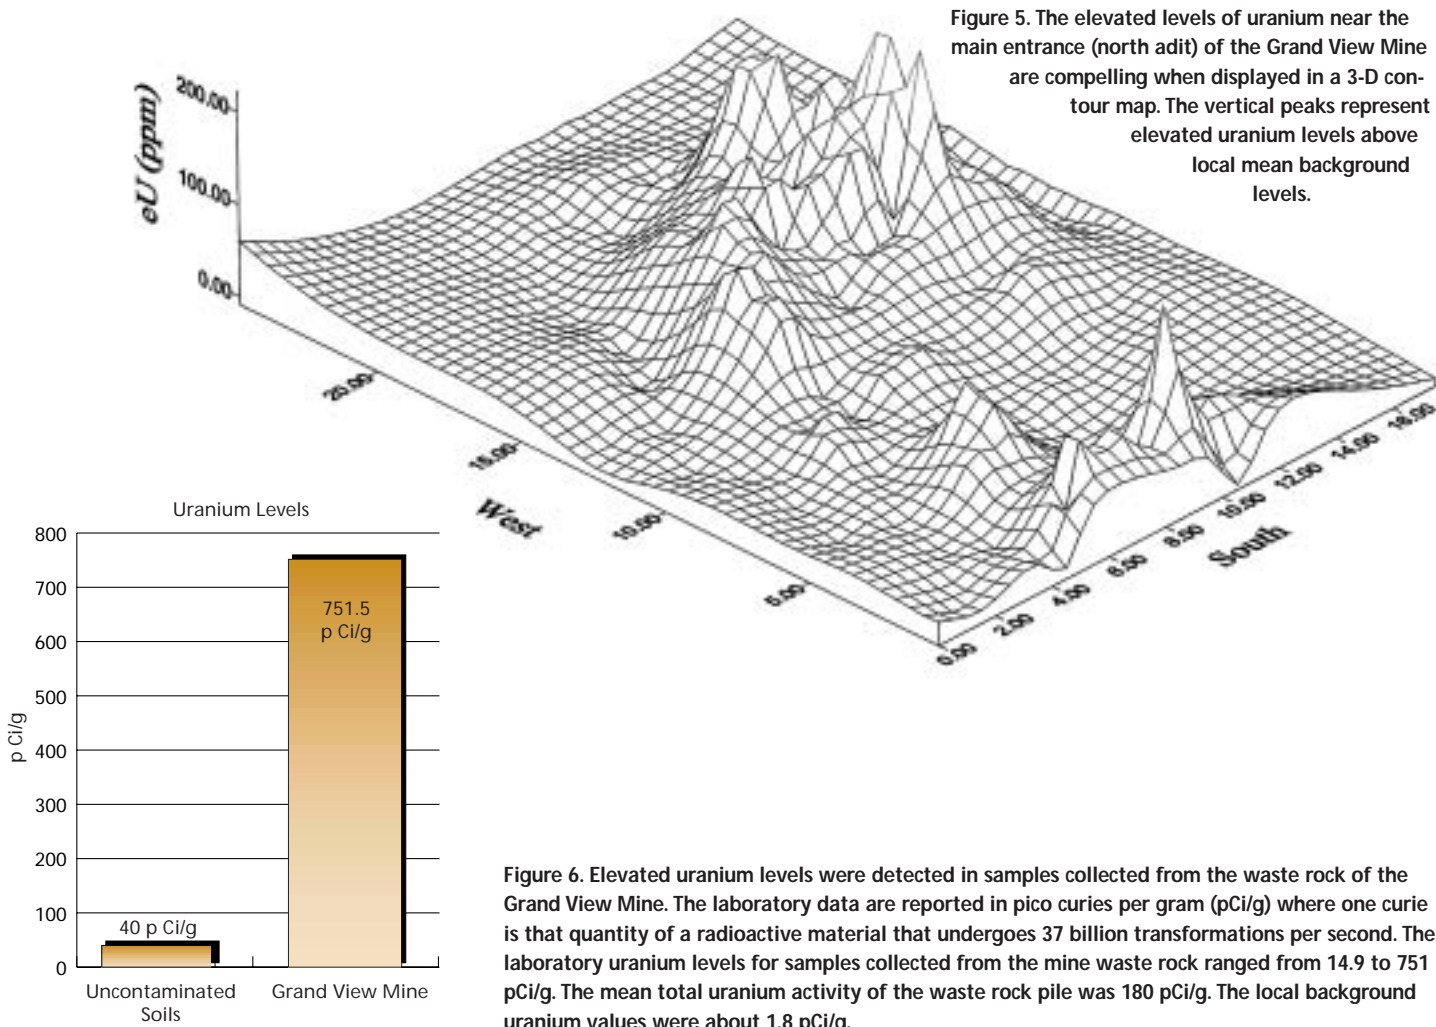 Figure 5. The elevated levels of uranium near the
main entrance (north adit) of the Grand View Mine
are compelling when displayed in a 3-D con-
tour map. The vertical peaks represent
elevated uranium levels above
local mean background
levels.
200.00
100.00
0.00
eU (ppm)
20.00
15.00
10.00
5.00
West
0.00
2.00
4.00
6.00
8.00
10.00
12.00
14.00
16.00
South
Uranium Levels
800
700
600
500
400
300
200
100
0
p Ci/g
751.5
p Ci/g
40 p Ci/g
Uncontaminated
Soils
Grand View Mine
Figure 6. Elevated uranium levels were detected in samples collected from the waste rock of the
Grand View Mine. The laboratory data are reported in pico curies per gram (pCi/g) where one curie
is that quantity of a radioactive material that undergoes 37 billion transformations per second. The
laboratory uranium levels for samples collected from the mine waste rock ranged from 14.9 to 751
pCi/g. The mean total uranium activity of the waste rock pile was 180 pCi/g. The local background
uranium values were about 1.8 pCi/g.